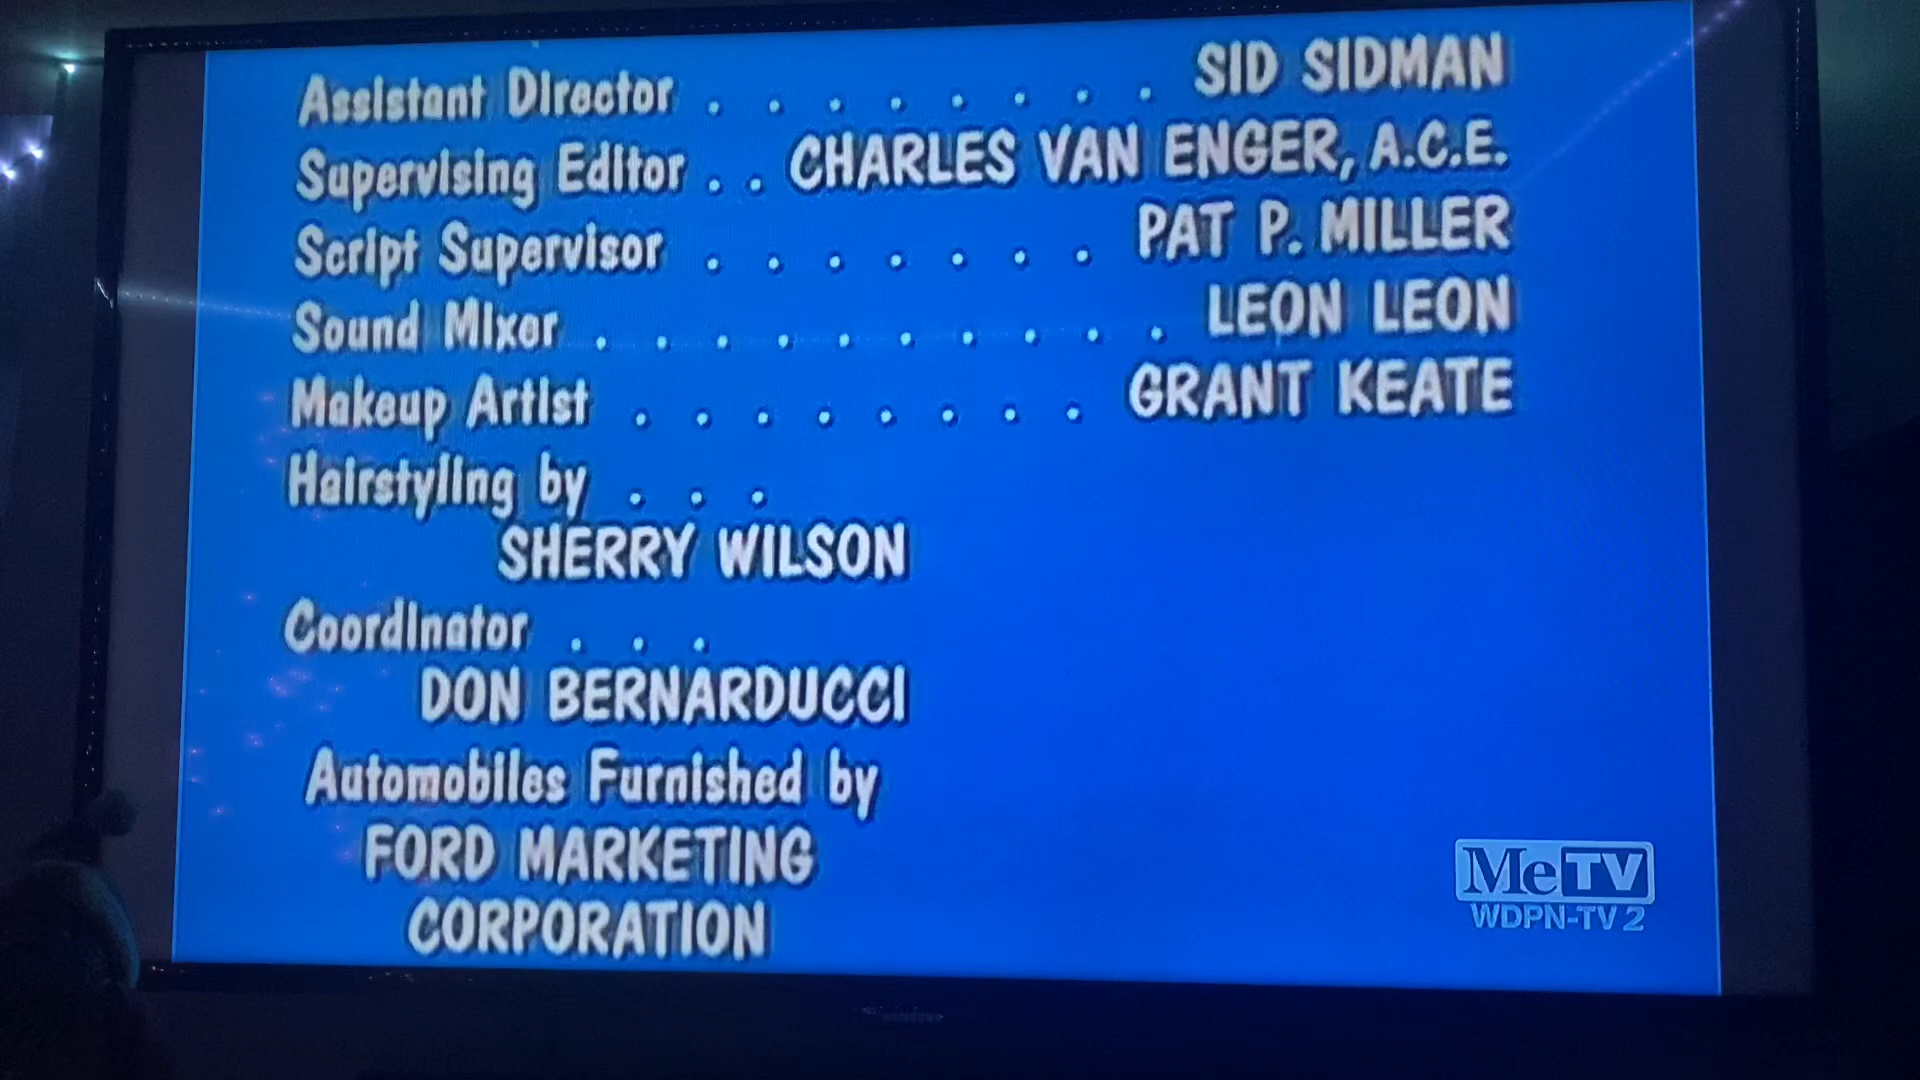 Assistant Director . . . . . . . . SID SIDMAN
Supervising Editor . . CHARLES VAN ENGER, A.C.E.
Script Supervisor . . . . . . . PAT P. MILLER
Sound Mixer . . . . . . . . . . LEON LEON
Makeup Artist . . . . . . . . GRANT KEATE
Hairstyling by . . .
SHERRY WILSON
Coordinator . . .
DON BERNARDUCCI
Automobiles Furnished by
FORD MARKETING
CORPORATION
MeTV
WDPN-TV 2